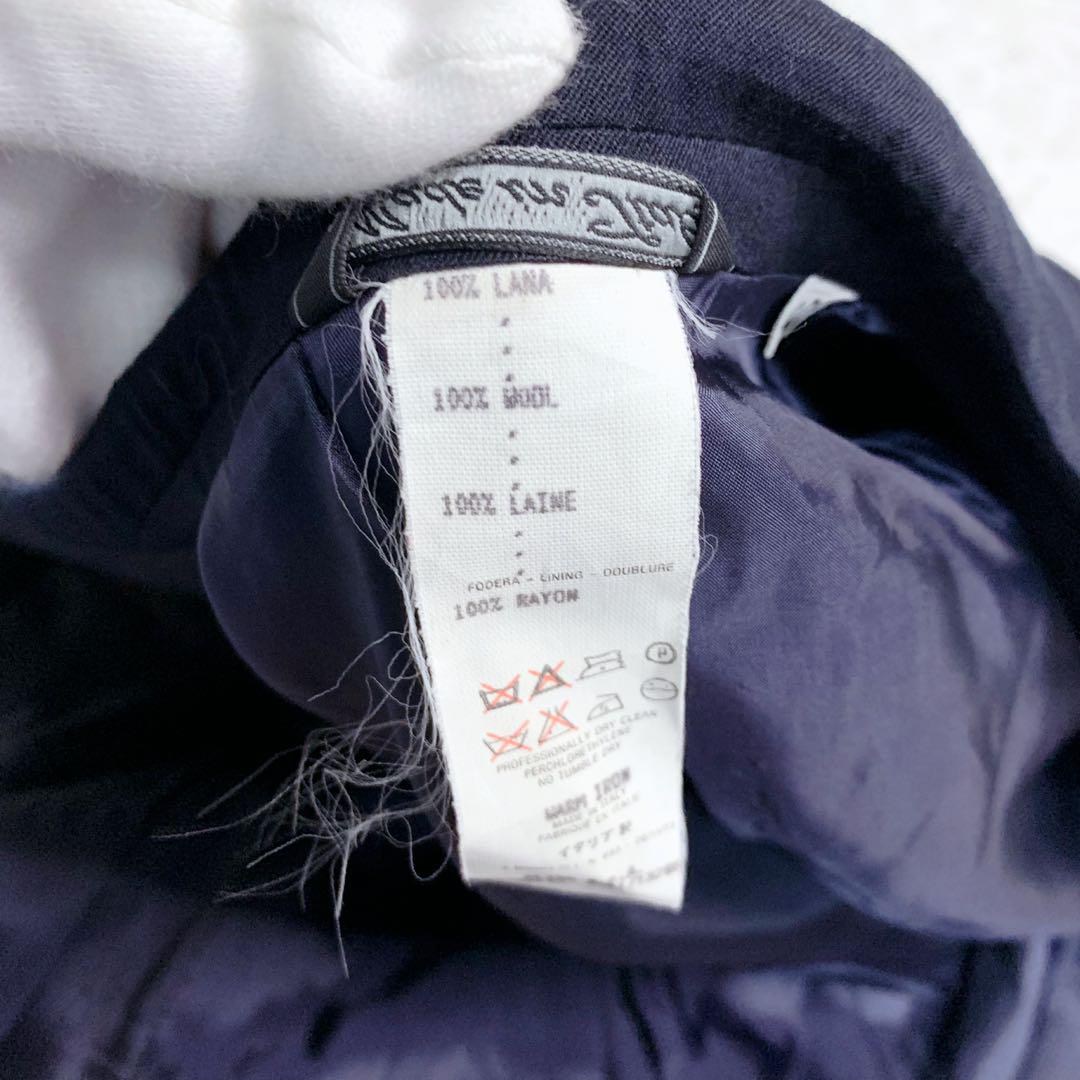 100% LANA
100% WOOL
100% LAINE
FODERA - LINING - DOUBLURE
100% RAYON
PROFESSIONALLY DRY CLEAN
PERCHLORETHYLENE
NO TUMBLE DRY
WARM IRON
MADE IN ITALY
FABRIQUÉ EN ITALIE
イタリア製